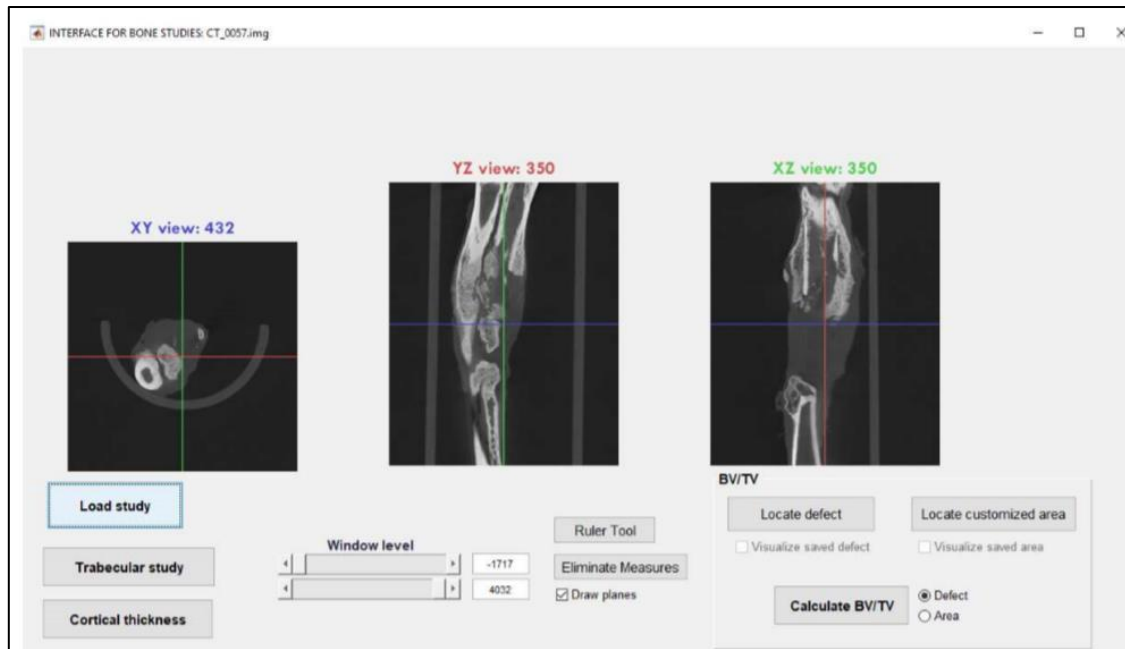 INTERFACE FOR BONE STUDIES: CT_0057.img
YZ view: 350
XZ view: 350
XY view: 432
BV/TV
Load study
Locate defect
Locate customized area
Ruler Tool
Window level
Visualize saved defect
Visualize saved area
Trabecular study
-1717
Eliminate Measures
4032
Draw planes
Calculate BV/TV
Defect
Area
Cortical thickness